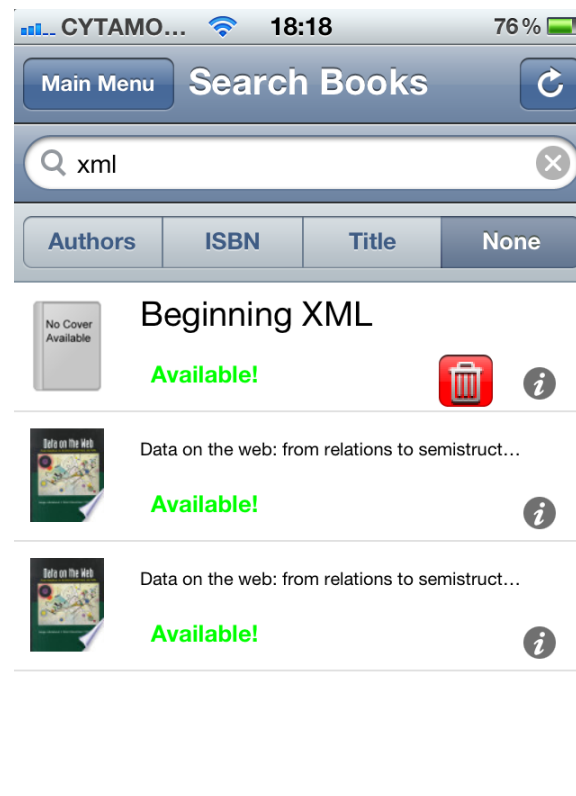 CYTAMO... 18:18 76%
Main Menu Search Books
xml
Authors ISBN Title None
No Cover
Available
Beginning XML
Available!
Data on the Web
Data on the web: from relations to semistruct...
Available!
Data on the Web
Data on the web: from relations to semistruct...
Available!